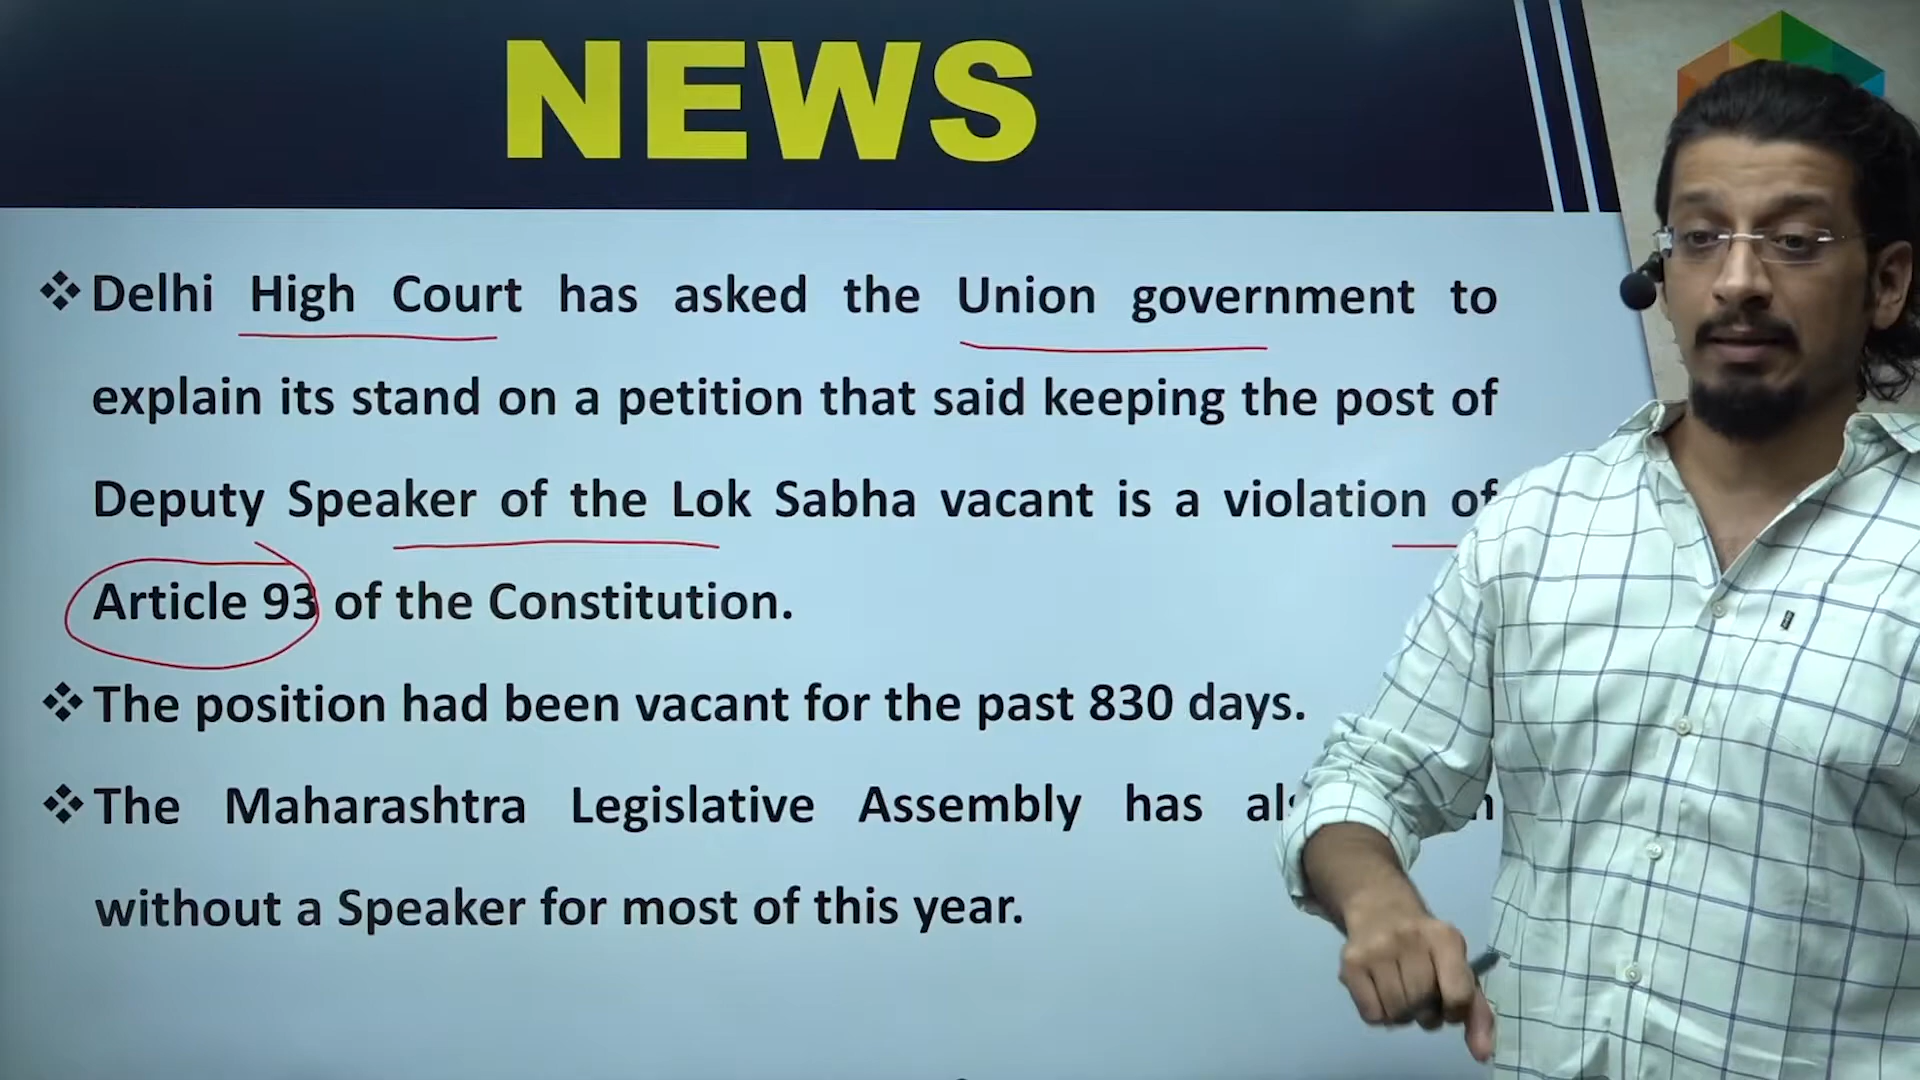 NEWS
❖ Delhi High Court has asked the Union government to
explain its stand on a petition that said keeping the post of
Deputy Speaker of the Lok Sabha vacant is a violation of
Article 93 of the Constitution.
❖ The position had been vacant for the past 830 days.
❖ The Maharashtra Legislative Assembly has
without a Speaker for most of this year.